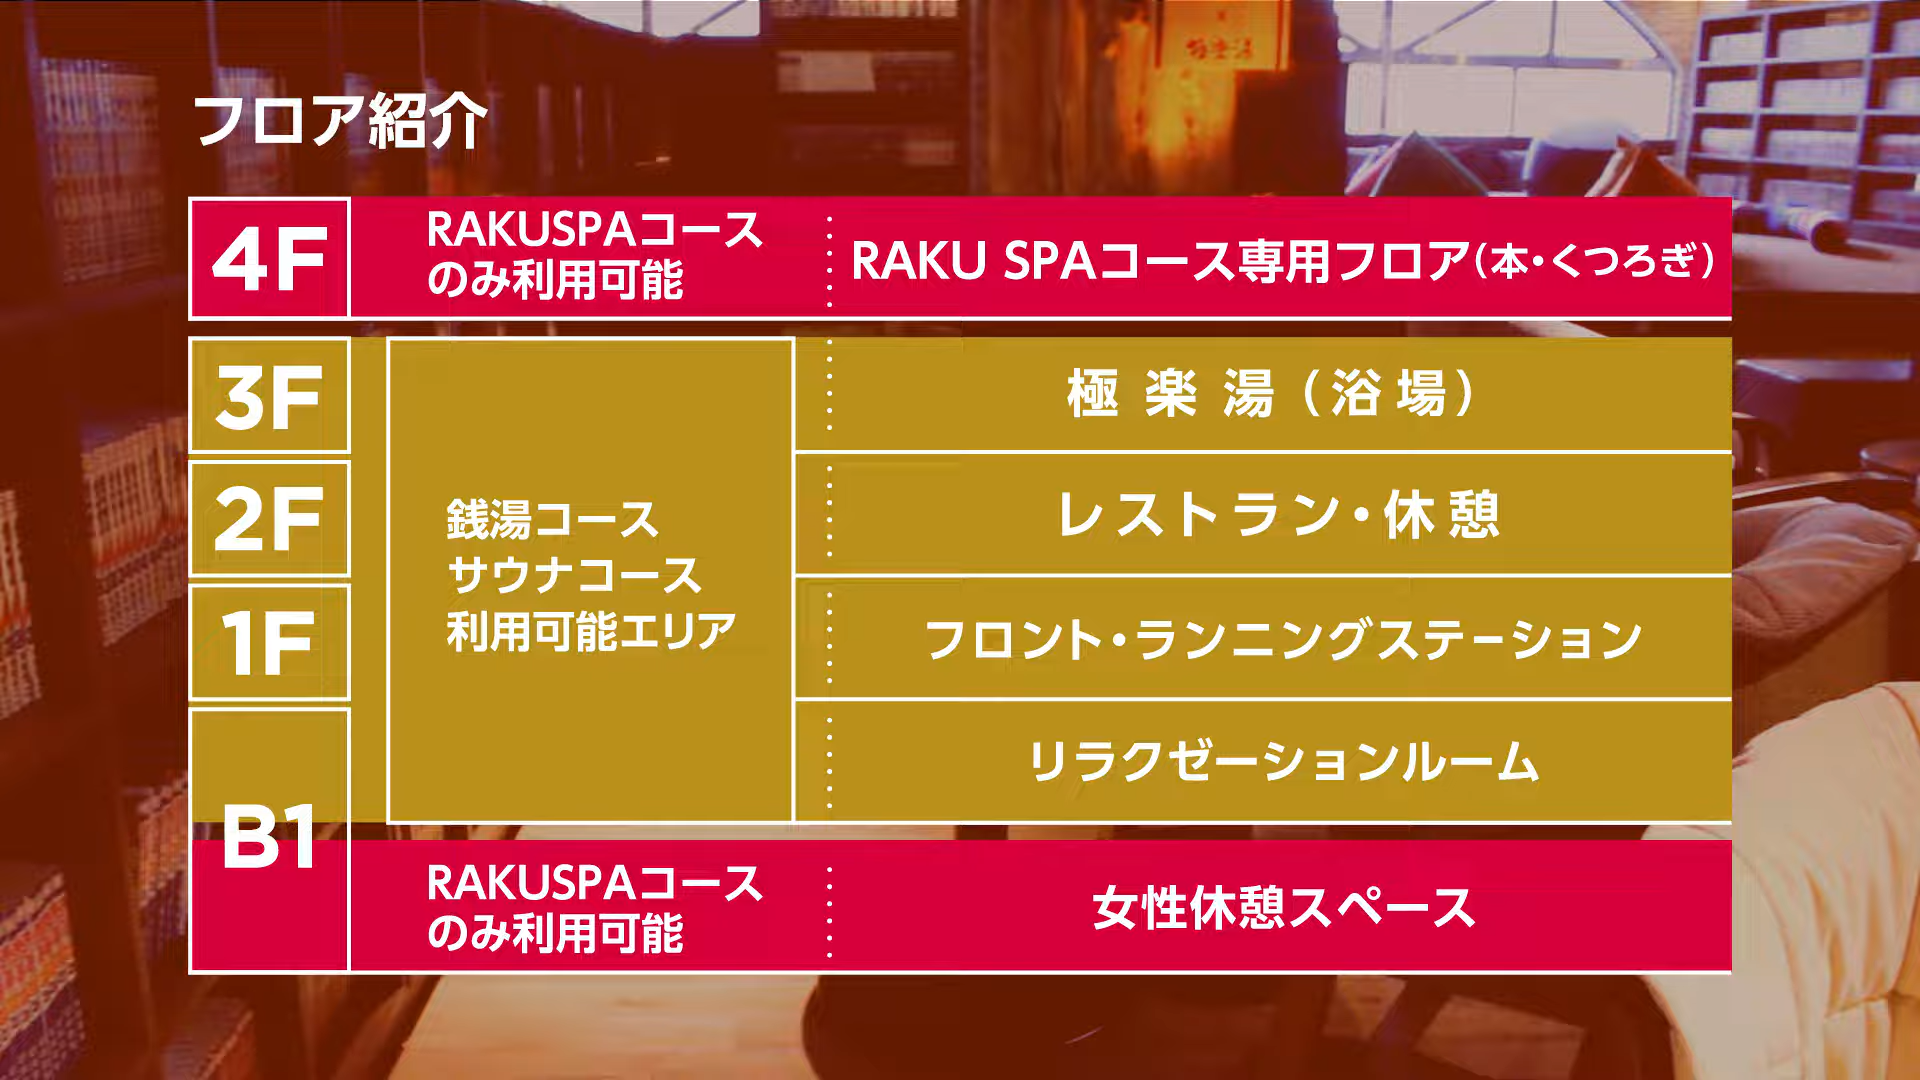 フロア紹介
4F
RAKUSPAコース
のみ利用可能
RAKU SPAコース専用フロア(本・くつろぎ)
3F
極楽湯(浴場)
2F
銭湯コース
サウナコース
利用可能エリア
レストラン・休憩
1F
フロント・ランニングステーション
リラクゼーションルーム
B1
RAKUSPAコース
のみ利用可能
女性休憩スペース